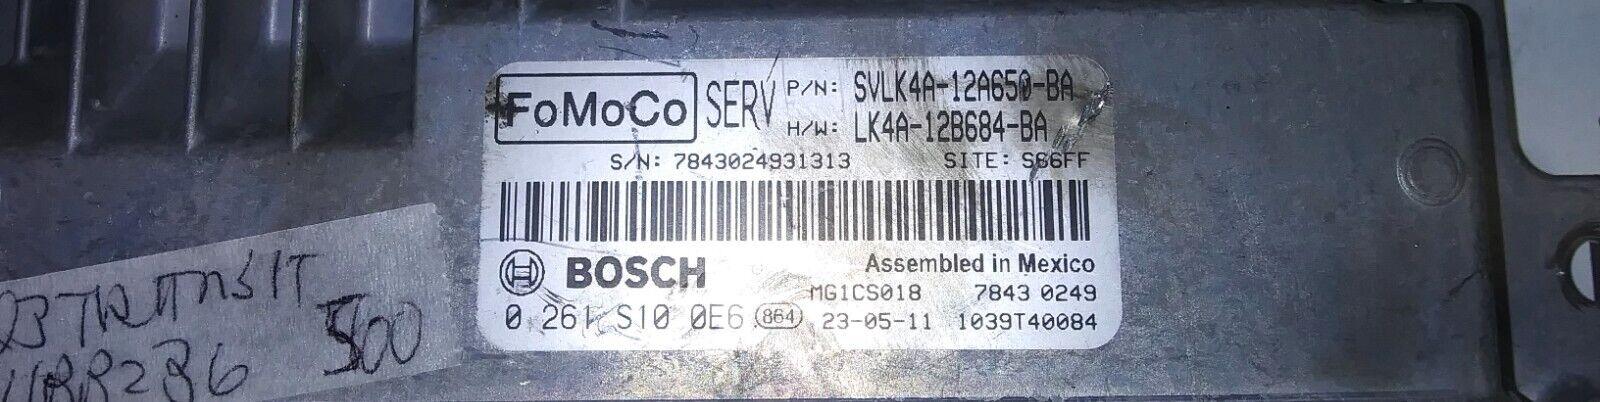 FoMoCo SERV P/N: SVLK4A-12A650-BA
H/W: LK4A-12B684-BA
S/N: 7843024931313 SITE: S66FF
BOSCH Assembled in Mexico
MG1CS018 7843 0249
0 261 S10 0E6 864 23-05-11 1039T40084
TRANSIT
500